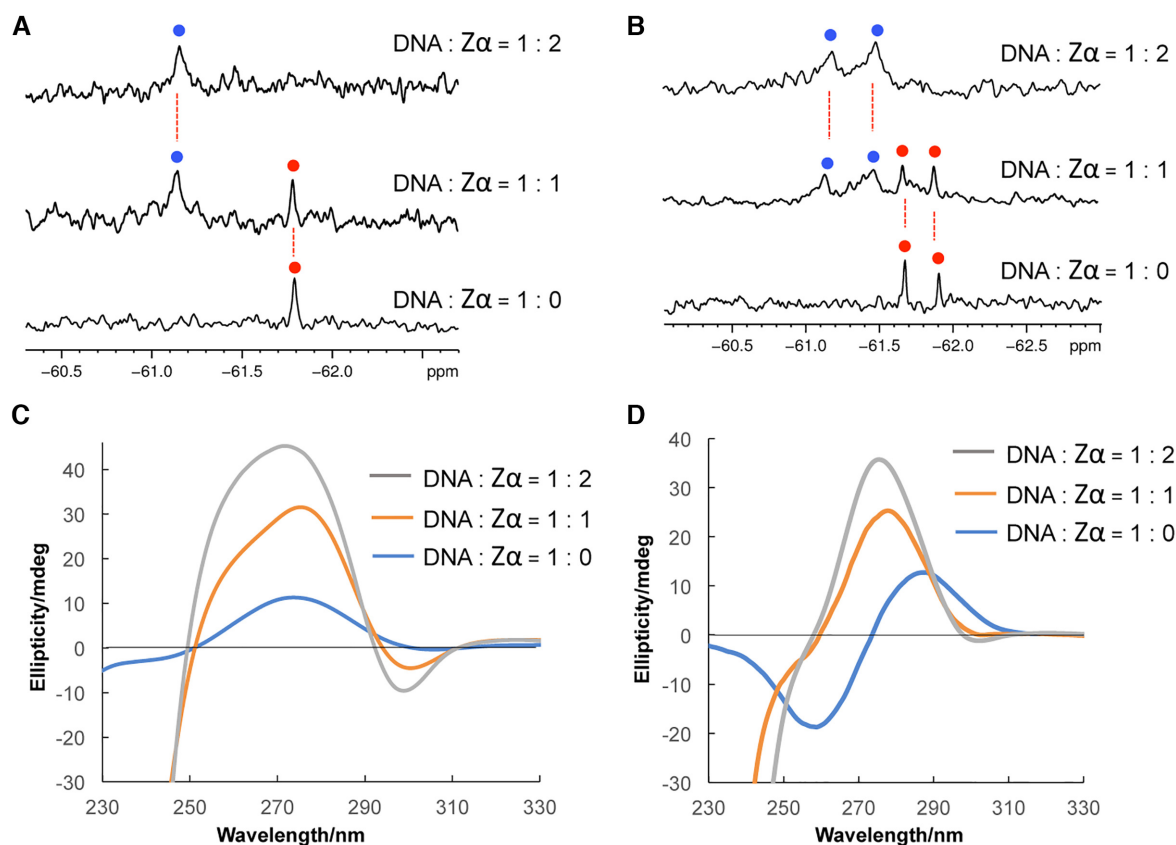 A
DNA : Zα = 1 : 2
DNA : Zα = 1 : 1
DNA : Zα = 1 : 0
−60.5 −61.0 −61.5 −62.0 ppm
B
DNA : Zα = 1 : 2
DNA : Zα = 1 : 1
DNA : Zα = 1 : 0
−60.5 −61.0 −61.5 −62.0 −62.5 ppm
C
Ellipticity/mdeg
40
30
20
10
0
-10
-20
-30
DNA : Zα = 1 : 2
DNA : Zα = 1 : 1
DNA : Zα = 1 : 0
230 250 270 290 310 330
Wavelength/nm
D
Ellipticity/mdeg
40
30
20
10
0
-10
-20
-30
DNA : Zα = 1 : 2
DNA : Zα = 1 : 1
DNA : Zα = 1 : 0
230 250 270 290 310 330
Wavelength/nm